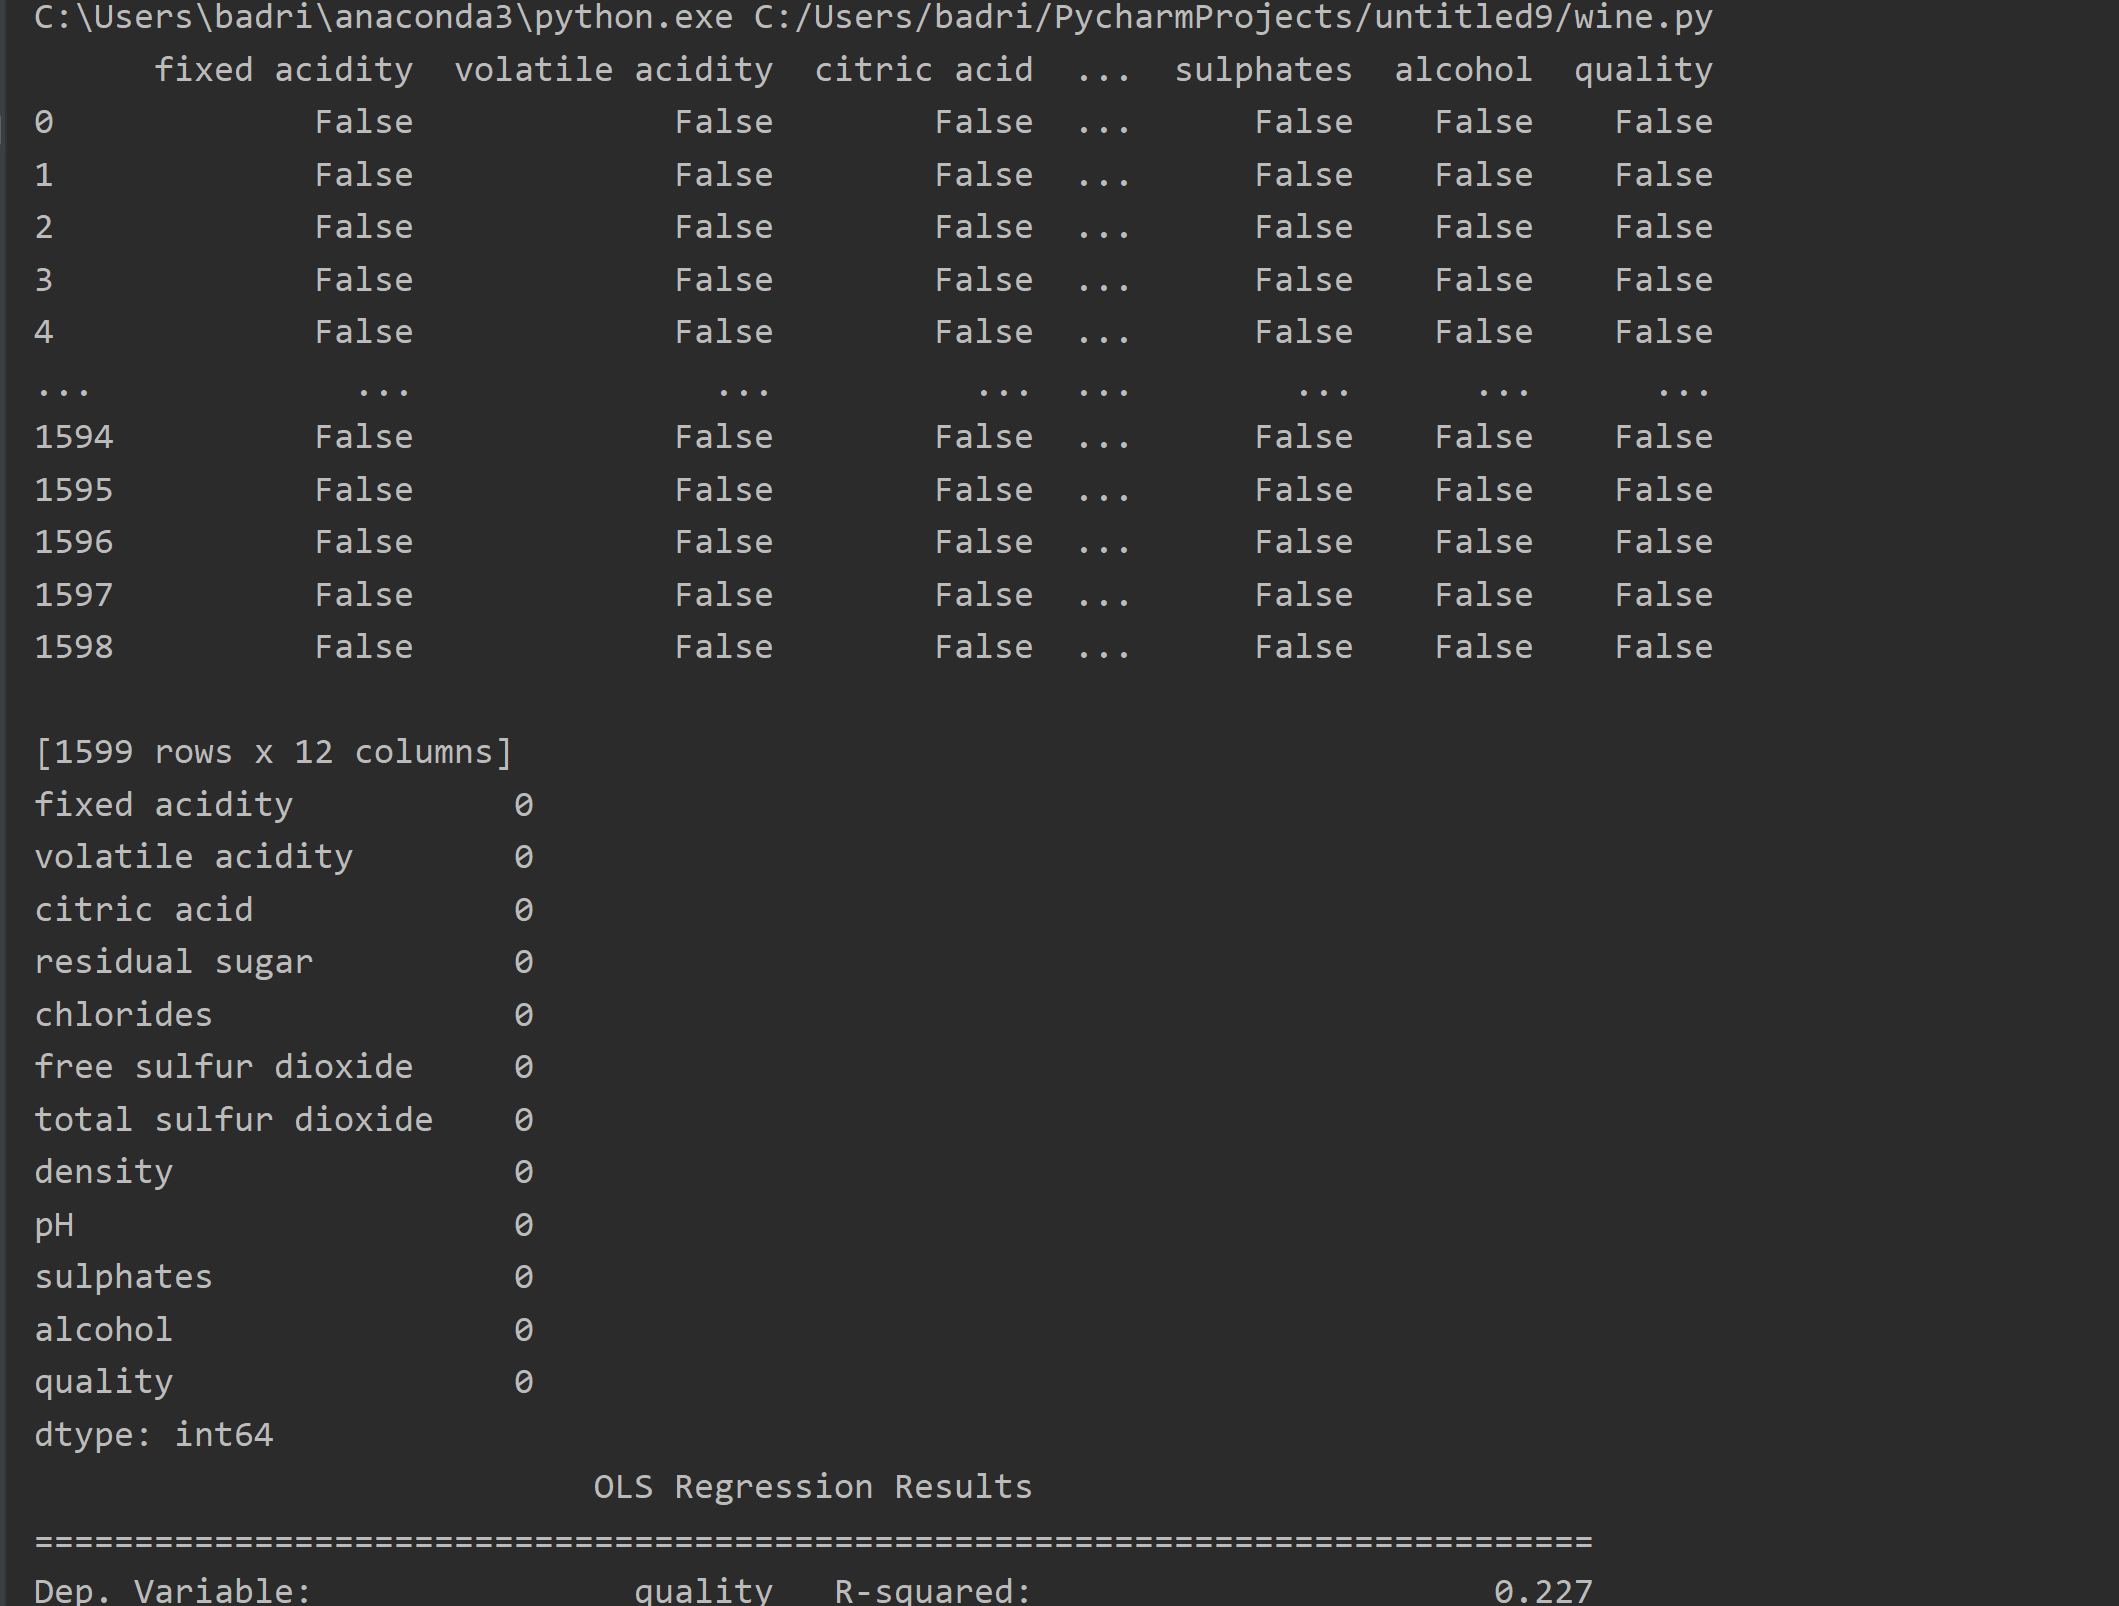 C:\Users\badri\anaconda3\python.exe C:/Users/badri/PycharmProjects/untitled9/wine.py
      fixed acidity  volatile acidity  citric acid  ...  sulphates  alcohol  quality
0             False             False        False  ...      False    False    False
1             False             False        False  ...      False    False    False
2             False             False        False  ...      False    False    False
3             False             False        False  ...      False    False    False
4             False             False        False  ...      False    False    False
...             ...               ...          ...  ...        ...      ...      ...
1594          False             False        False  ...      False    False    False
1595          False             False        False  ...      False    False    False
1596          False             False        False  ...      False    False    False
1597          False             False        False  ...      False    False    False
1598          False             False        False  ...      False    False    False

[1599 rows x 12 columns]
fixed acidity           0
volatile acidity        0
citric acid             0
residual sugar          0
chlorides               0
free sulfur dioxide     0
total sulfur dioxide    0
density                 0
pH                      0
sulphates               0
alcohol                 0
quality                 0
dtype: int64
                            OLS Regression Results
==============================================================================
Dep. Variable:                quality   R-squared:                       0.227